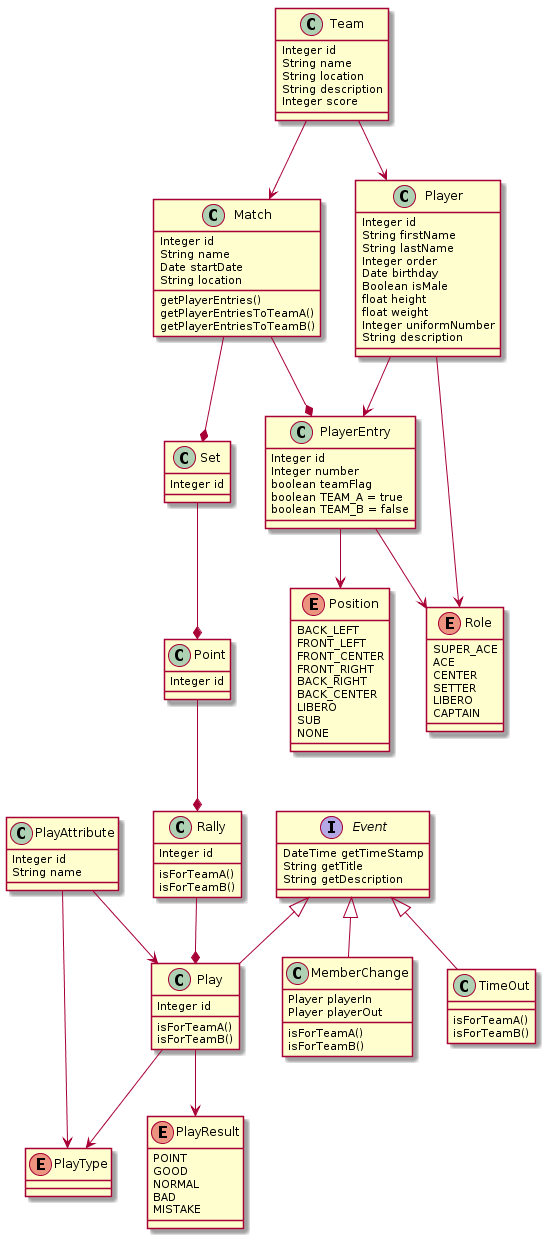 C Team
Integer id
String name
String location
String description
Integer score
C Match
Integer id
String name
Date startDate
String location
getPlayerEntries()
getPlayerEntriesToTeamA()
getPlayerEntriesToTeamB()
C Player
Integer id
String firstName
String lastName
Integer order
Date birthday
Boolean isMale
float height
float weight
Integer uniformNumber
String description
C Set
Integer id
C PlayerEntry
Integer id
Integer number
boolean teamFlag
boolean TEAM_A = true
boolean TEAM_B = false
E Position
BACK_LEFT
FRONT_LEFT
FRONT_CENTER
FRONT_RIGHT
BACK_RIGHT
BACK_CENTER
LIBERO
SUB
NONE
E Role
SUPER_ACE
ACE
CENTER
SETTER
LIBERO
CAPTAIN
C Point
Integer id
C PlayAttribute
Integer id
String name
C Rally
Integer id
isForTeamA()
isForTeamB()
I Event
DateTime getTimeStamp
String getTitle
String getDescription
C Play
Integer id
isForTeamA()
isForTeamB()
C MemberChange
Player playerIn
Player playerOut
isForTeamA()
isForTeamB()
C TimeOut
isForTeamA()
isForTeamB()
E PlayType
E PlayResult
POINT
GOOD
NORMAL
BAD
MISTAKE